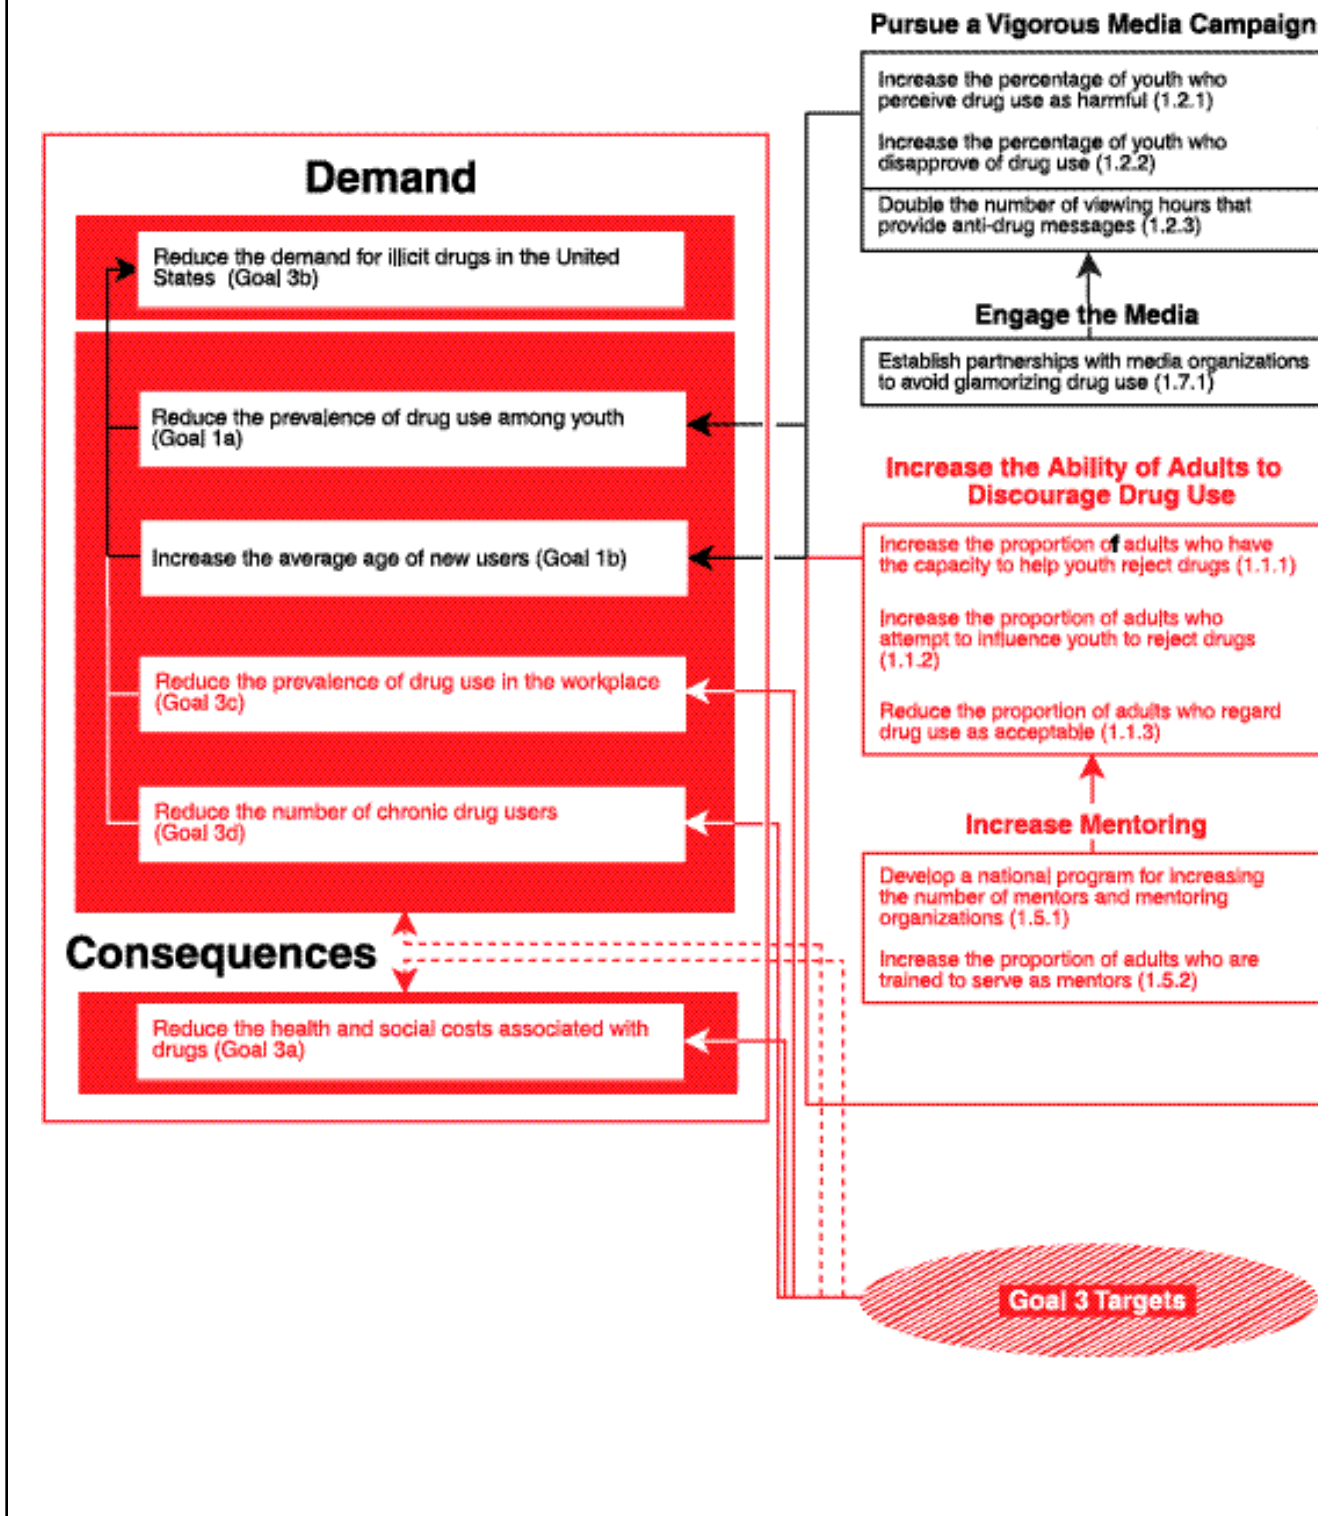 Demand
Reduce the demand for illicit drugs in the United
States (Goal 3b)
Reduce the prevalence of drug use among youth
(Goal 1a)
Increase the average age of new users (Goal 1b)
Reduce the prevalence of drug use in the workplace
(Goal 3c)
Reduce the number of chronic drug users
(Goal 3d)
Consequences
Reduce the health and social costs associated with
drugs (Goal 3a)
Pursue a Vigorous Media Campaign
Increase the percentage of youth who
perceive drug use as harmful (1.2.1)
Increase the percentage of youth who
disapprove of drug use (1.2.2)
Double the number of viewing hours that
provide anti-drug messages (1.2.3)
Engage the Media
Establish partnerships with media organizations
to avoid glamorizing drug use (1.7.1)
Increase the Ability of Adults to
Discourage Drug Use
Increase the proportion of adults who have
the capacity to help youth reject drugs (1.1.1)
Increase the proportion of adults who
attempt to influence youth to reject drugs
(1.1.2)
Reduce the proportion of adults who regard
drug use as acceptable (1.1.3)
Increase Mentoring
Develop a national program for increasing
the number of mentors and mentoring
organizations (1.5.1)
Increase the proportion of adults who are
trained to serve as mentors (1.5.2)
Goal 3 Targets